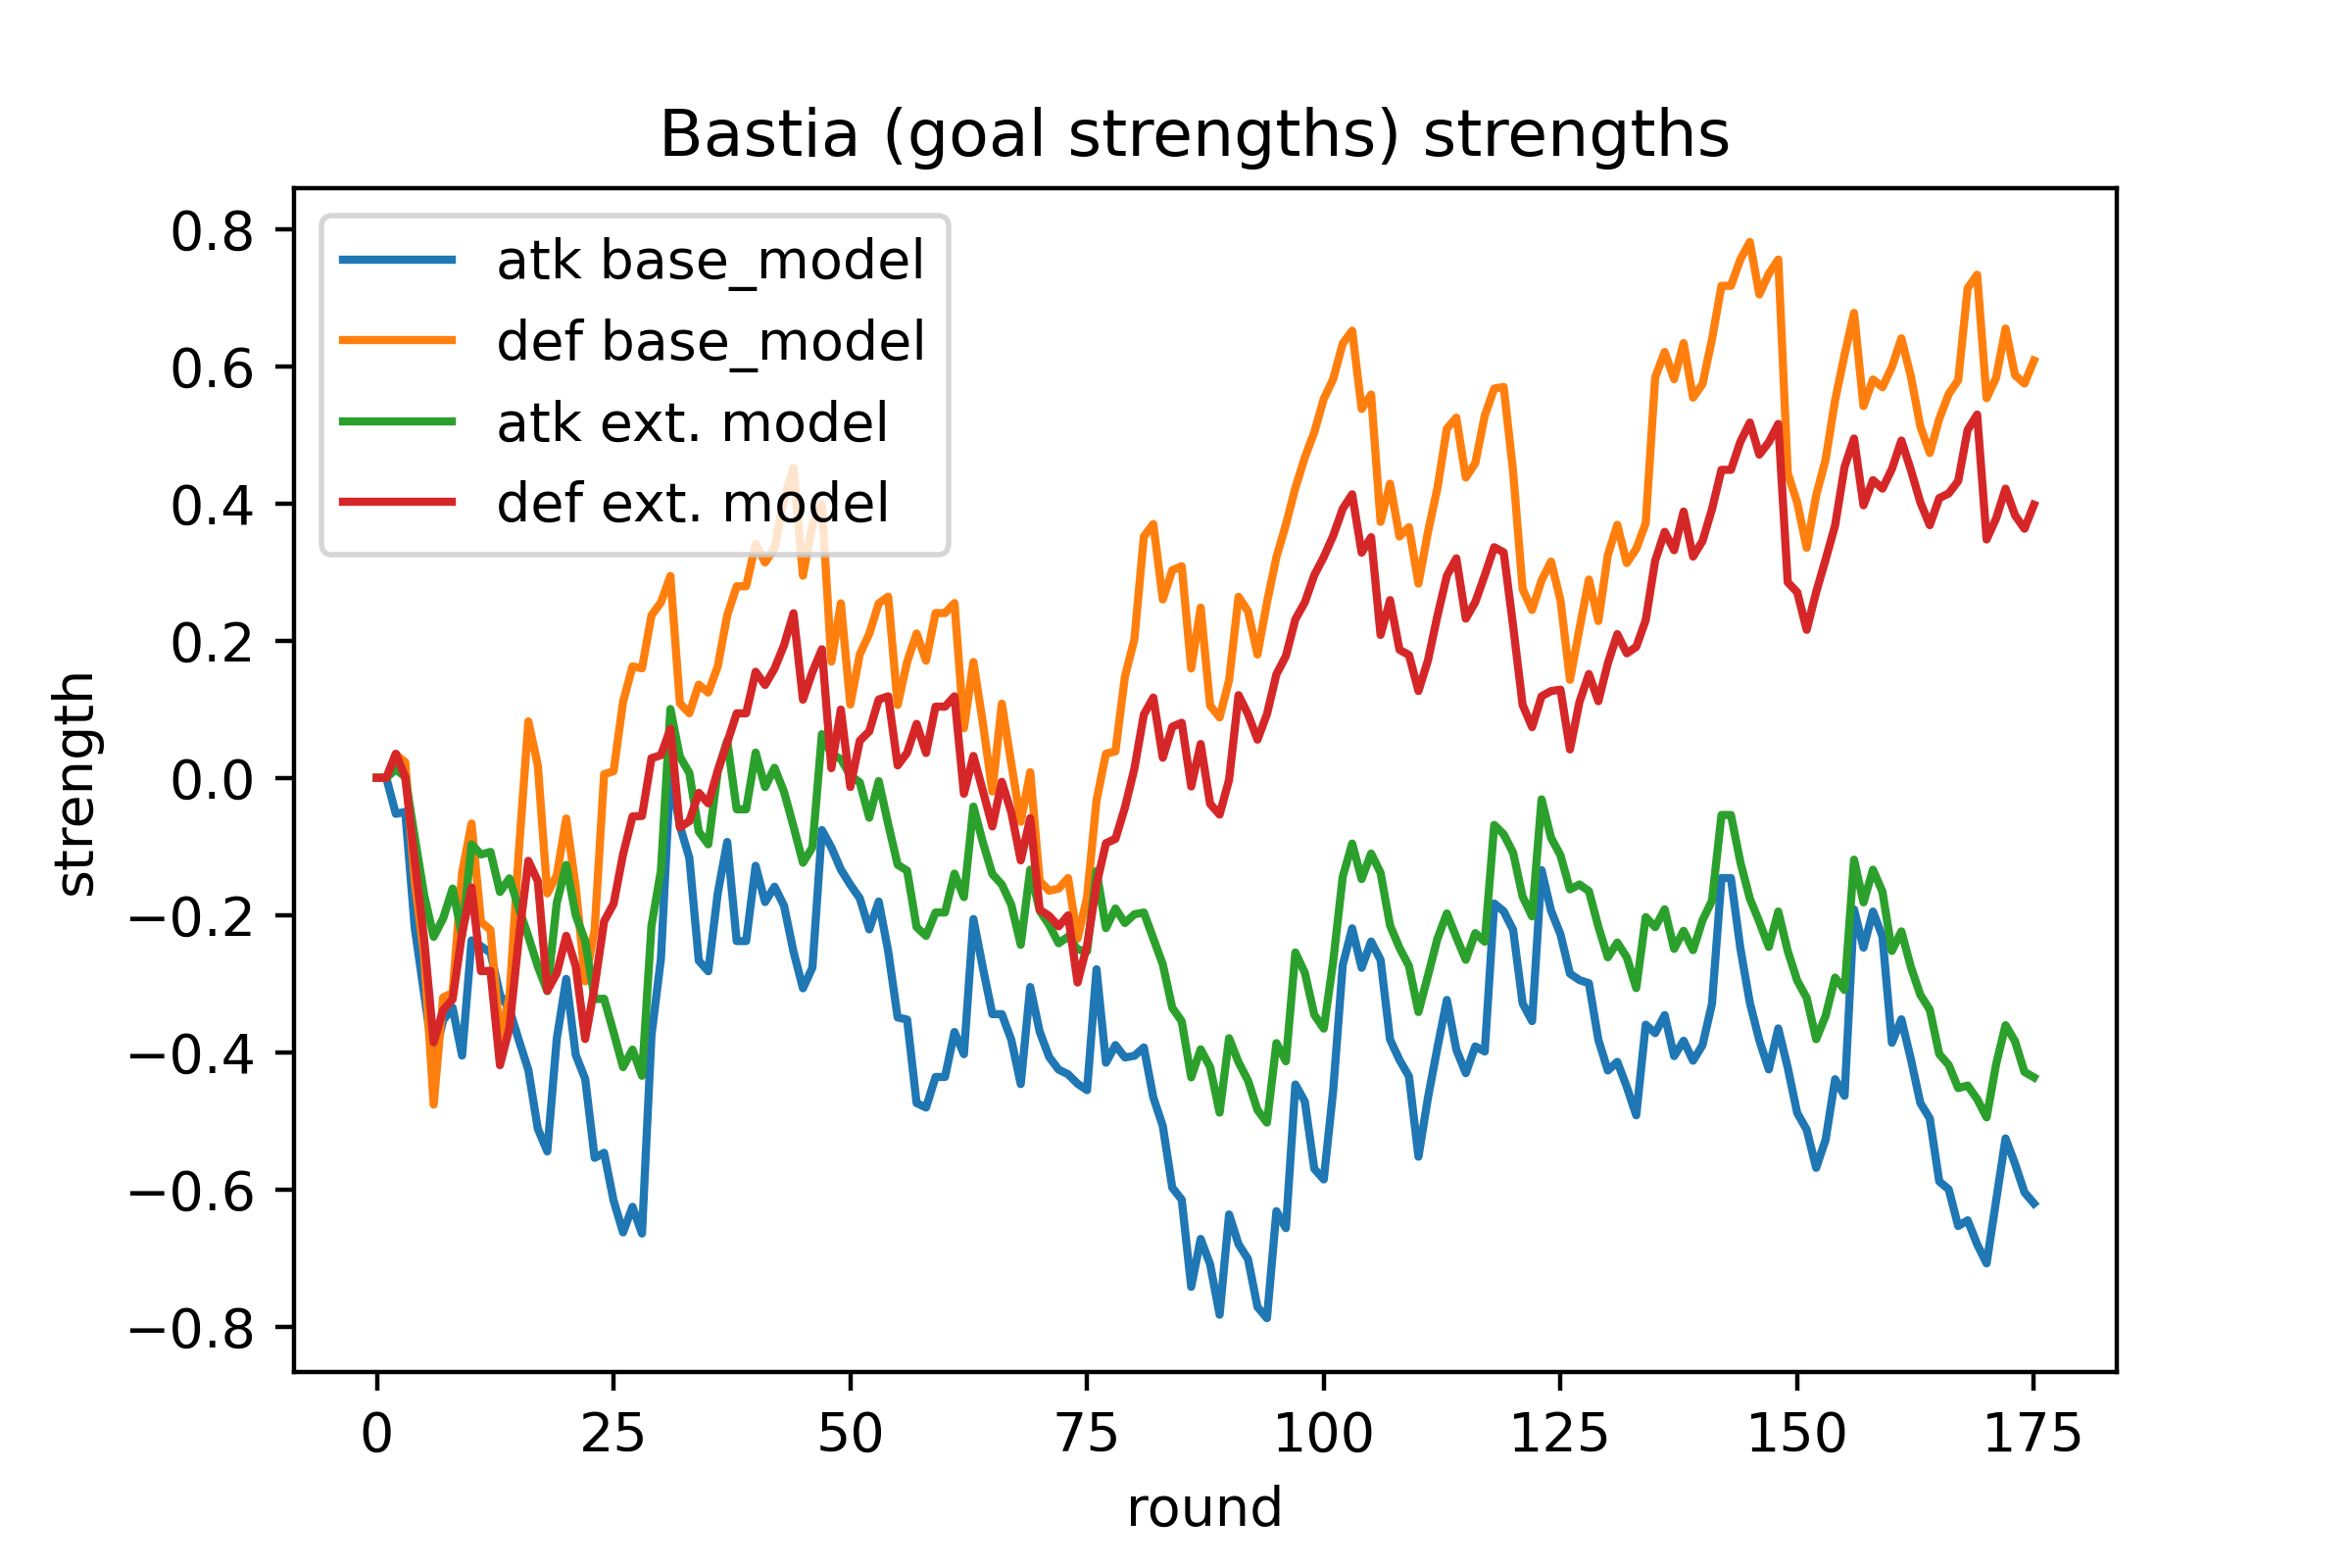 Bastia (goal strengths) strengths
atk base_model
def base_model
atk ext. model
def ext. model
strength
0.8
0.6
0.4
0.2
0.0
−0.2
−0.4
−0.6
−0.8
0 25 50 75 100 125 150 175
round